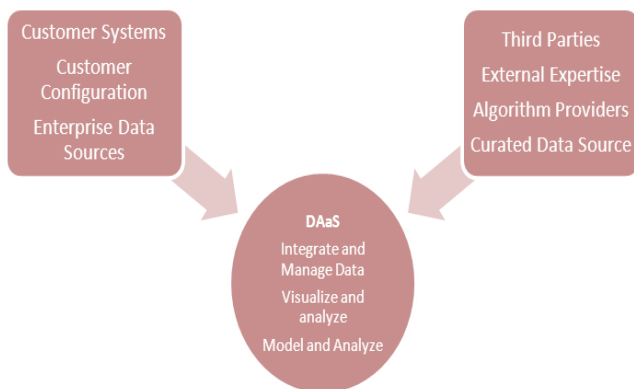 Customer Systems
Customer
Configuration
Enterprise Data
Sources
Third Parties
External Expertise
Algorithm Providers
Curated Data Source
DAaS
Integrate and
Manage Data
Visualize and
analyze
Model and Analyze